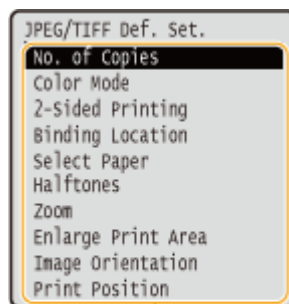 JPEG/TIFF Def. Set.
No. of Copies
Color Mode
2-Sided Printing
Binding Location
Select Paper
Halftones
Zoom
Enlarge Print Area
Image Orientation
Print Position